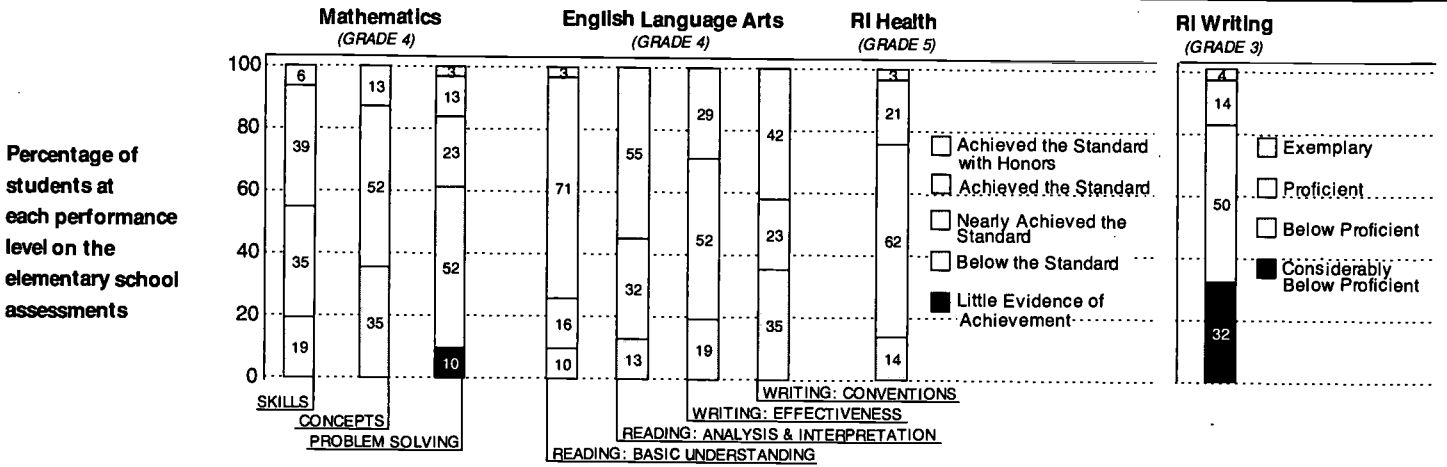 Mathematics
(GRADE 4)
English Language Arts
(GRADE 4)
RI Health
(GRADE 5)
RI Writing
(GRADE 3)
Percentage of
students at
each performance
level on the
elementary school
assessments
100
80
60
40
20
0
6
39
35
19
13
52
35
3
13
23
52
10
3
71
16
10
55
32
13
29
52
19
42
23
35
3
21
62
14
Achieved the Standard
with Honors
Achieved the Standard
Nearly Achieved the
Standard
Below the Standard
Little Evidence of
Achievement
4
14
50
32
Exemplary
Proficient
Below Proficient
Considerably
Below Proficient
SKILLS
CONCEPTS
PROBLEM SOLVING
WRITING: CONVENTIONS
WRITING: EFFECTIVENESS
READING: ANALYSIS & INTERPRETATION
READING: BASIC UNDERSTANDING